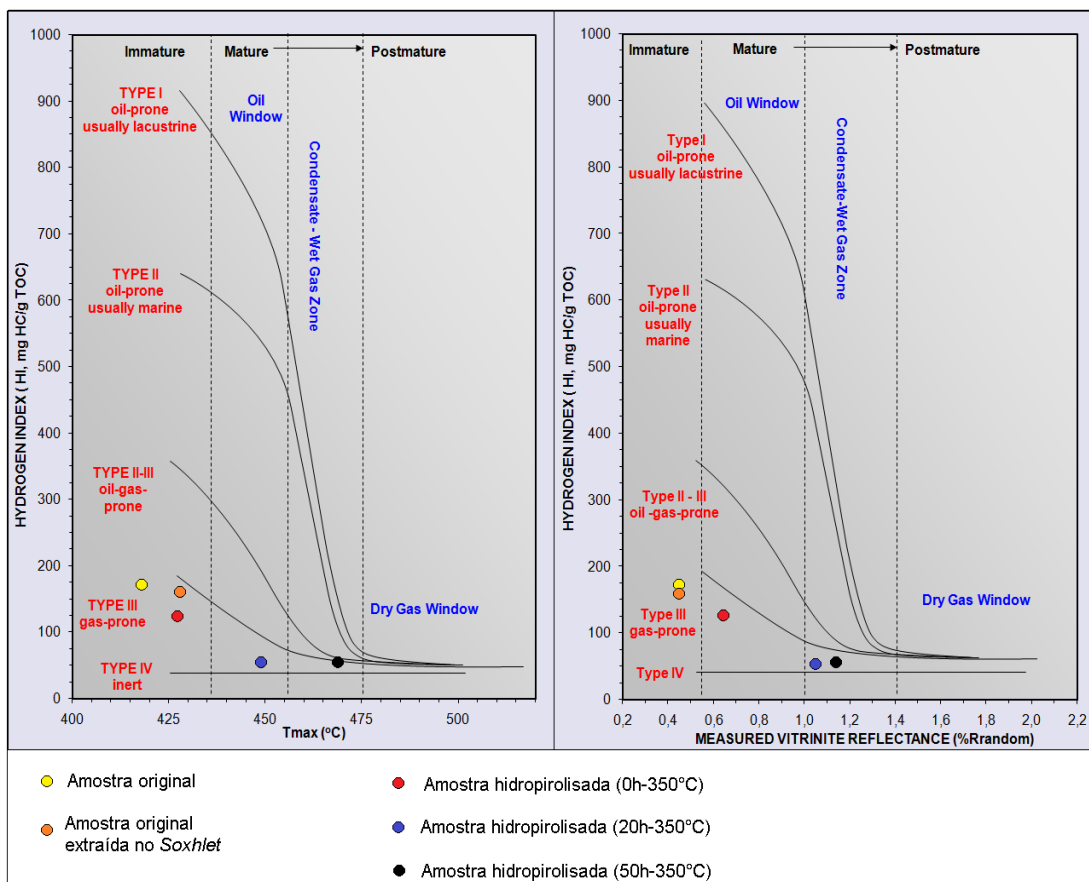 HYDROGEN INDEX ( HI, mg HC/g TOC)
1000
900
800
700
600
500
400
300
200
100
0
Immature
Mature
Postmature
TYPE I
oil-prone
usually lacustrine
Oil
Window
Condensate - Wet Gas Zone
TYPE II
oil-prone
usually marine
TYPE II-III
oil-gas-
prone
TYPE III
gas-prone
Dry Gas Window
TYPE IV
inert
400
425
450
475
500
Tmax (°C)
HYDROGEN INDEX ( HI, mg HC/g TOC)
1000
900
800
700
600
500
400
300
200
100
0
Immature
Mature
Postmature
Oil Window
Type I
oil-prone
usually lacustrine
Condensate-Wet Gas Zone
Type II
oil-prone
usually
marine
Type II - III
oil -gas-prone
Type III
gas-prone
Dry Gas Window
Type IV
0,2
0,4
0,6
0,8
1,0
1,2
1,4
1,6
1,8
2,0
2,2
MEASURED VITRINITE REFLECTANCE (%Rrandom)
Amostra original
Amostra original
extraída no Soxhlet
Amostra hidropirolisada (0h-350°C)
Amostra hidropirolisada (20h-350°C)
Amostra hidropirolisada (50h-350°C)